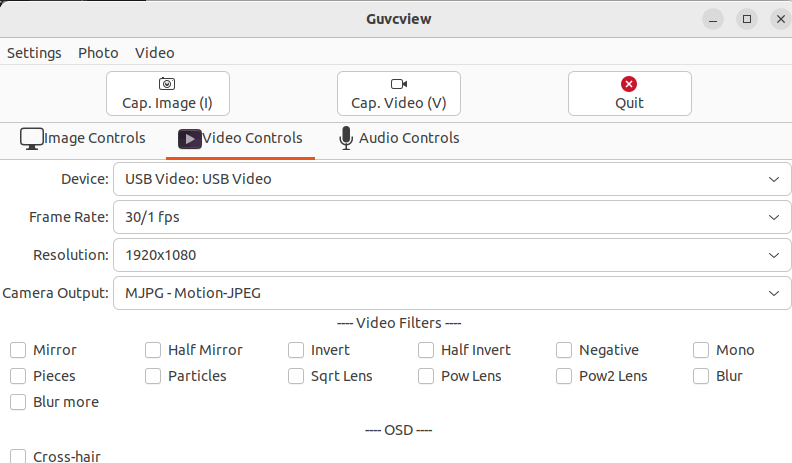 Guvcview
Settings Photo Video
Cap. Image (I) Cap. Video (V) Quit
Image Controls Video Controls Audio Controls
Device: USB Video: USB Video
Frame Rate: 30/1 fps
Resolution: 1920x1080
Camera Output: MJPG - Motion-JPEG
---- Video Filters ----
Mirror Half Mirror Invert Half Invert Negative Mono
Pieces Particles Sqrt Lens Pow Lens Pow2 Lens Blur
Blur more
---- OSD ----
Cross-hair